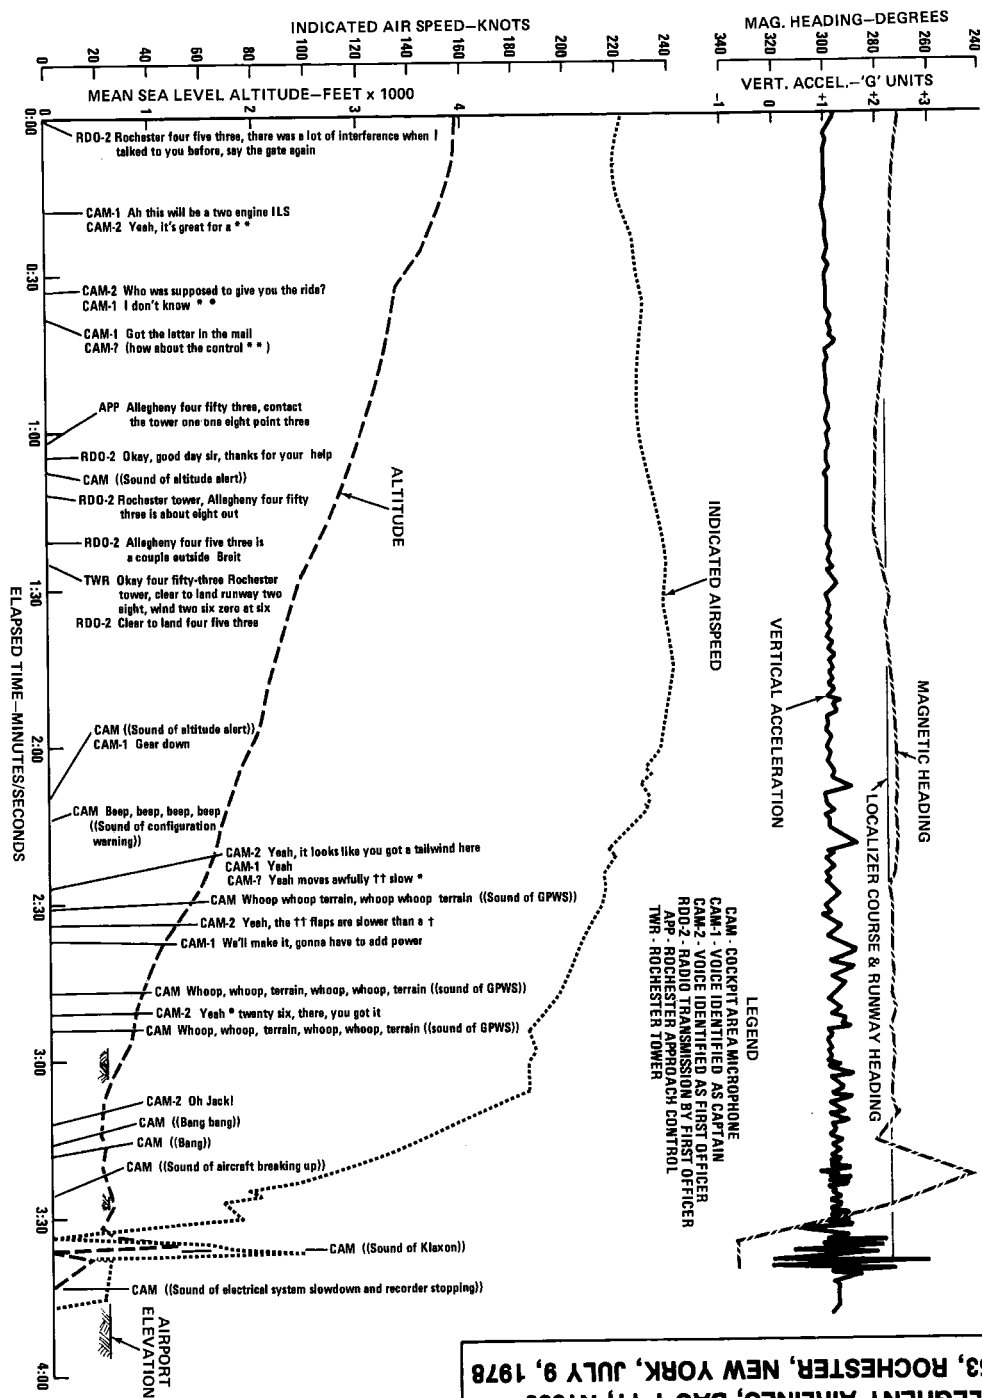 INDICATED AIR SPEED—KNOTS
0 20 40 60 80 100 120 140 160 200 220 240
MAG. HEADING—DEGREES
340 320 300 280 260 240
MEAN SEA LEVEL ALTITUDE—FEET x 1000
0 1 2 3 4
VERT. ACCEL.—'G' UNITS
-1 0 +1 +2 +3
0:00
RDO-2 Rochester four five three, there was a lot of interference when I
talked to you before, say the gate again
CAM-1 Ah this will be a two engine ILS
CAM-2 Yeah, it's great for a * *
0:30
CAM-2 Who was supposed to give you the ride?
CAM-1 I don't know * *
CAM-1 Got the letter in the mail
CAM-? (how about the control * * )
APP Allegheny four fifty three, contact
the tower one one eight point three
1:00
RDO-2 Okay, good day sir, thanks for your help
CAM ((Sound of altitude alert))
RDO-2 Rochester tower, Allegheny four fifty
three is about eight out
RDO-2 Allegheny four five three is
a couple outside Breit
1:30
TWR Okay four fifty-three Rochester
tower, clear to land runway two
eight, wind two six zero at six
RDO-2 Clear to land four five three
ALTITUDE
INDICATED AIRSPEED
VERTICAL ACCELERATION
MAGNETIC HEADING
LOCALIZER COURSE & RUNWAY HEADING
ELAPSED TIME—MINUTES/SECONDS
CAM ((Sound of altitude alert))
CAM-1 Gear down
2:00
CAM Beep, beep, beep, beep
((Sound of configuration
warning))
CAM-2 Yeah, it looks like you got a tailwind here
CAM-1 Yeah
CAM-? Yeah moves awfully †† slow *
2:30
CAM Whoop whoop terrain, whoop whoop terrain ((Sound of GPWS)
CAM-2 Yeah, the †† flaps are slower than a †
CAM-1 We'll make it, gonna have to add power
CAM Whoop, whoop, terrain, whoop, whoop, terrain ((sound of GPWS)
CAM-2 Yeah * twenty six, there, you got it
CAM Whoop, whoop, terrain, whoop, whoop, terrain ((sound of GPWS)
3:00
CAM-2 Oh Jack!
CAM ((Bang bang))
CAM ((Bang))
CAM ((Sound of aircraft breaking up))
3:30
CAM ((Sound of Klaxon)
CAM ((Sound of electrical system slowdown and recorder stopping))
AIRPORT
ELEVATION
4:00
LEGEND
CAM - COCKPIT AREA MICROPHONE
CAM-1 - VOICE IDENTIFIED AS CAPTAIN
CAM-2 - VOICE IDENTIFIED AS FIRST OFFICER
RDO-2 - RADIO TRANSMISSION BY FIRST OFFICER
APP - ROCHESTER APPROACH CONTROL
TWR - ROCHESTER TOWER
ROCHESTER, NEW YORK, JULY 9, 1978